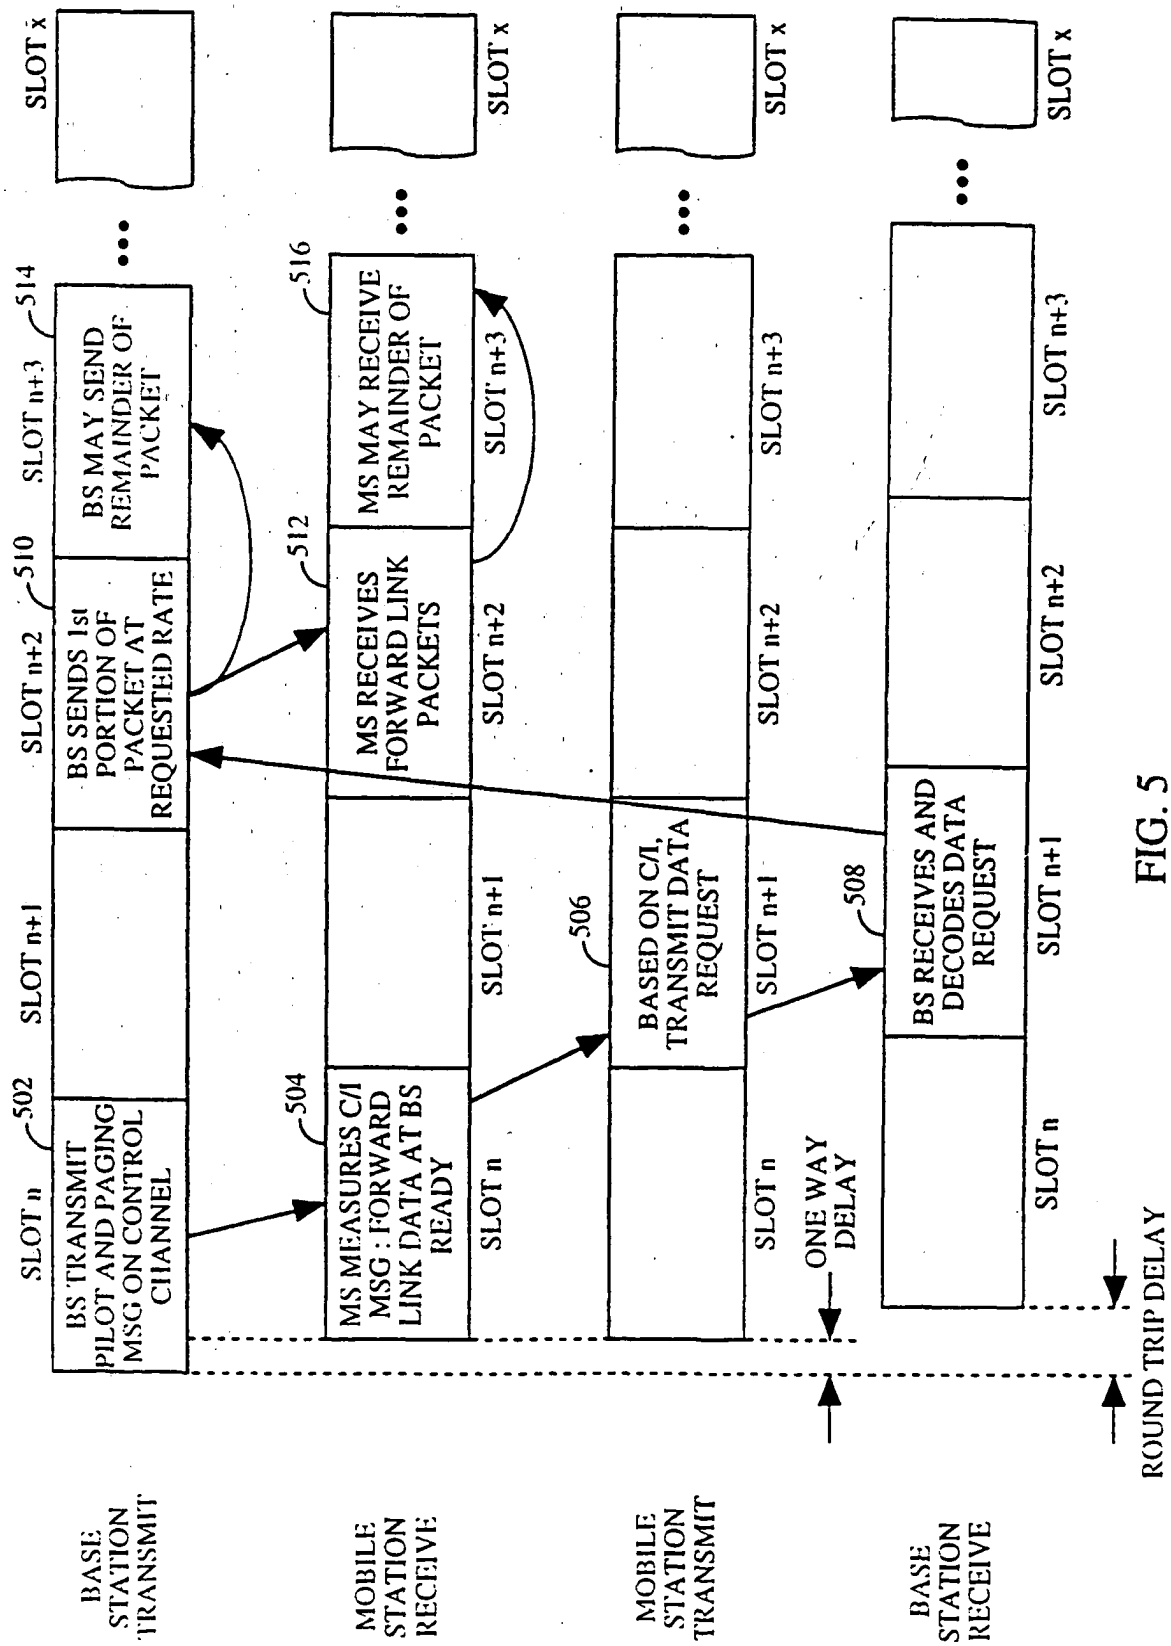 BASE
STATION
TRANSMIT
SLOT n
502
BS TRANSMIT
PILOT AND PAGING
MSG ON CONTROL
CHANNEL
SLOT n+1
SLOT n+2
510
BS SENDS 1st
PORTION OF
PACKET AT
REQUESTED RATE
SLOT n+3
514
BS MAY SEND
REMAINDER OF
PACKET
•••
SLOT x
MOBILE
STATION
RECEIVE
504
MS MEASURES C/I
MSG : FORWARD
LINK DATA AT BS
READY
SLOT n
SLOT n+1
512
MS RECEIVES
FORWARD LINK
PACKETS
SLOT n+2
516
MS MAY RECEIVE
REMAINDER OF
PACKET
SLOT n+3
•••
SLOT x
MOBILE
STATION
TRANSMIT
SLOT n
506
BASED ON C/I,
TRANSMIT DATA
REQUEST
SLOT n+1
SLOT n+2
SLOT n+3
•••
SLOT x
ONE WAY
DELAY
BASE
STATION
RECEIVE
SLOT n
508
BS RECEIVES AND
DECODES DATA
REQUEST
SLOT n+1
SLOT n+2
SLOT n+3
•••
SLOT x
ROUND TRIP DELAY
FIG. 5